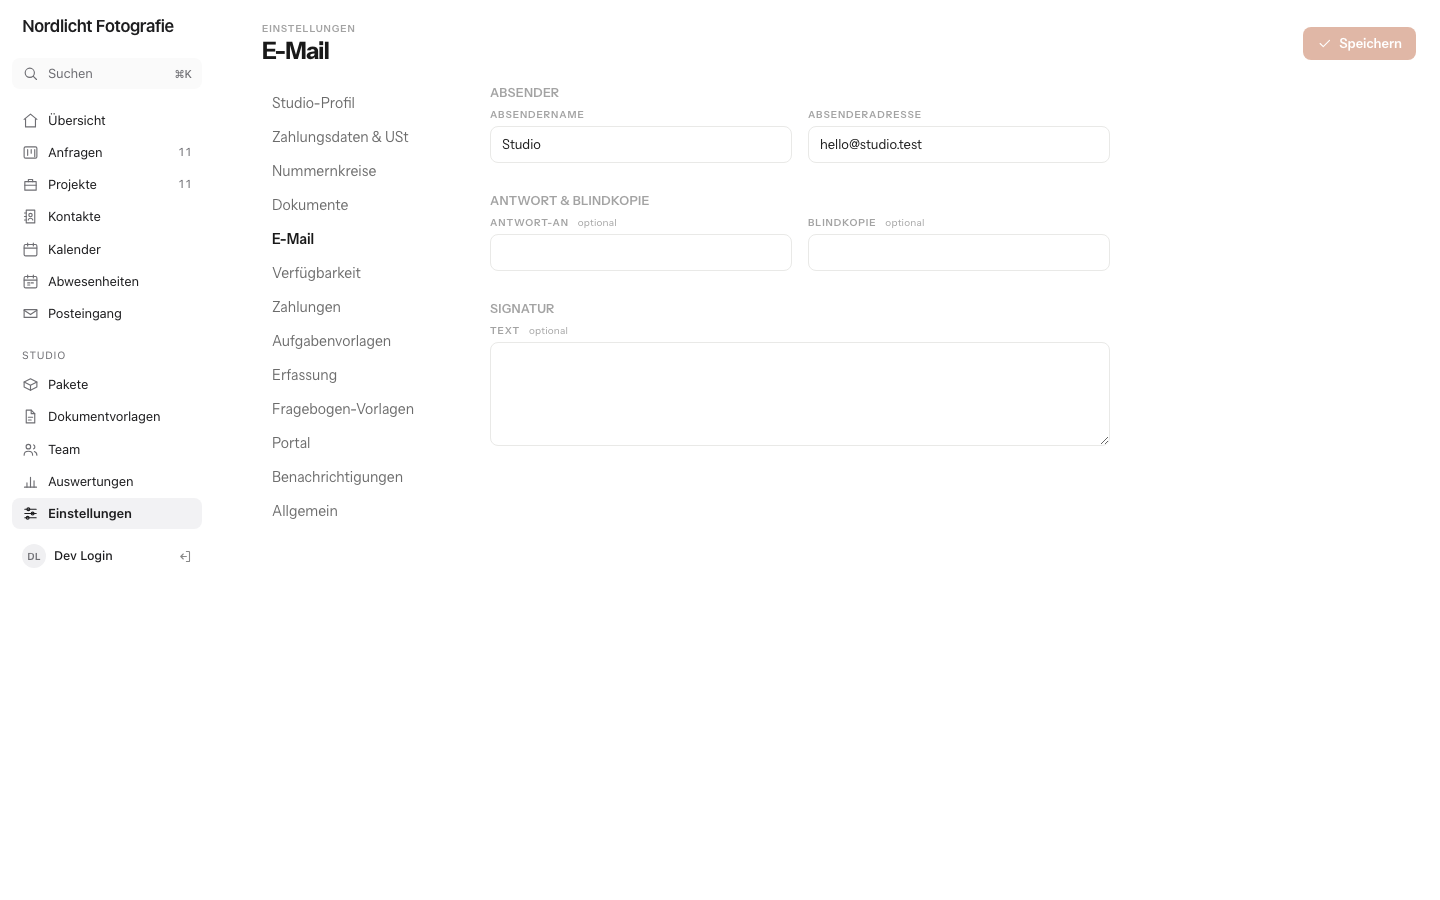 Nordlicht Fotografie
Suchen ⌘K
Übersicht
Anfragen 11
Projekte 11
Kontakte
Kalender
Abwesenheiten
Posteingang
STUDIO
Pakete
Dokumentvorlagen
Team
Auswertungen
Einstellungen
DL Dev Login
EINSTELLUNGEN
E-Mail
Speichern
Studio-Profil
Zahlungsdaten & USt
Nummernkreise
Dokumente
E-Mail
Verfügbarkeit
Zahlungen
Aufgabenvorlagen
Erfassung
Fragebogen-Vorlagen
Portal
Benachrichtigungen
Allgemein
ABSENDER
ABSENDERNAME ABSENDERADRESSE
Studio hello@studio.test
ANTWORT & BLINDKOPIE
ANTWORT-AN optional BLINDKOPIE optional
SIGNATUR
TEXT optional